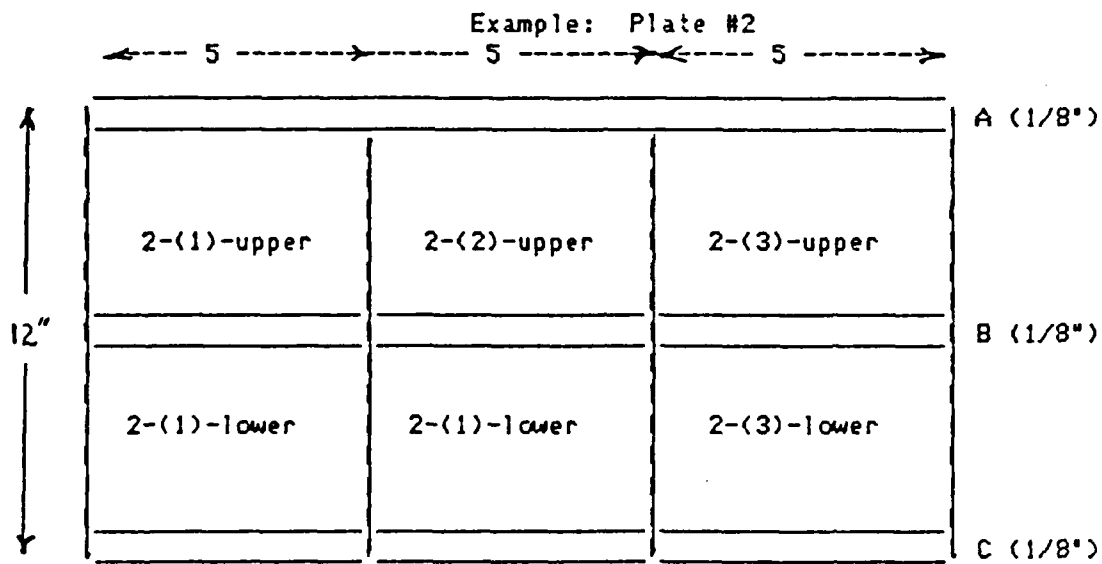 Example: Plate #2
5 5 5
A (1/8")
2-(1)-upper 2-(2)-upper 2-(3)-upper
12"
B (1/8")
2-(1)-lower 2-(1)-lower 2-(3)-lower
C (1/8")